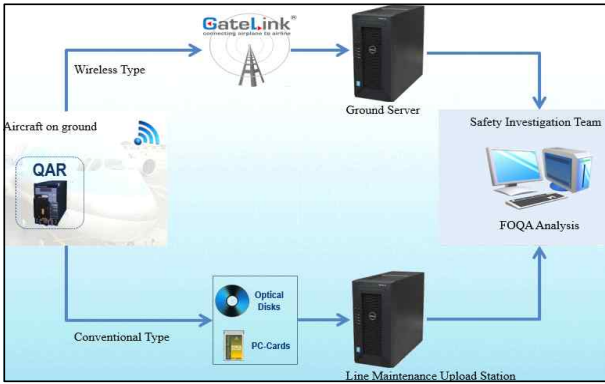 GateLink®
connecting airplane to airline
Wireless Type
Ground Server
Aircraft on ground
Safety Investigation Team
QAR
FOQA Analysis
Optical
Disks
PC-Cards
Conventional Type
Line Maintenance Upload Station